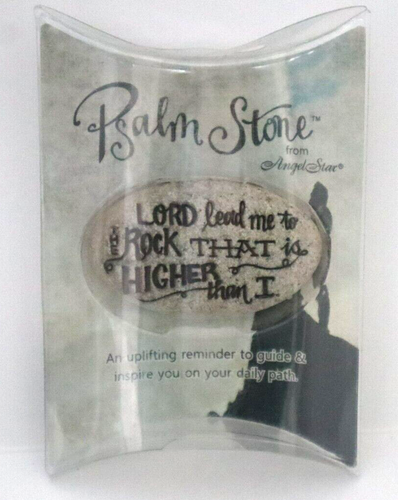 Psalm Stone™
from
AngelStar®
LORD lead me to
THE ROCK THAT is
HIGHER than I.
An uplifting reminder to guide &
inspire you on your daily path.